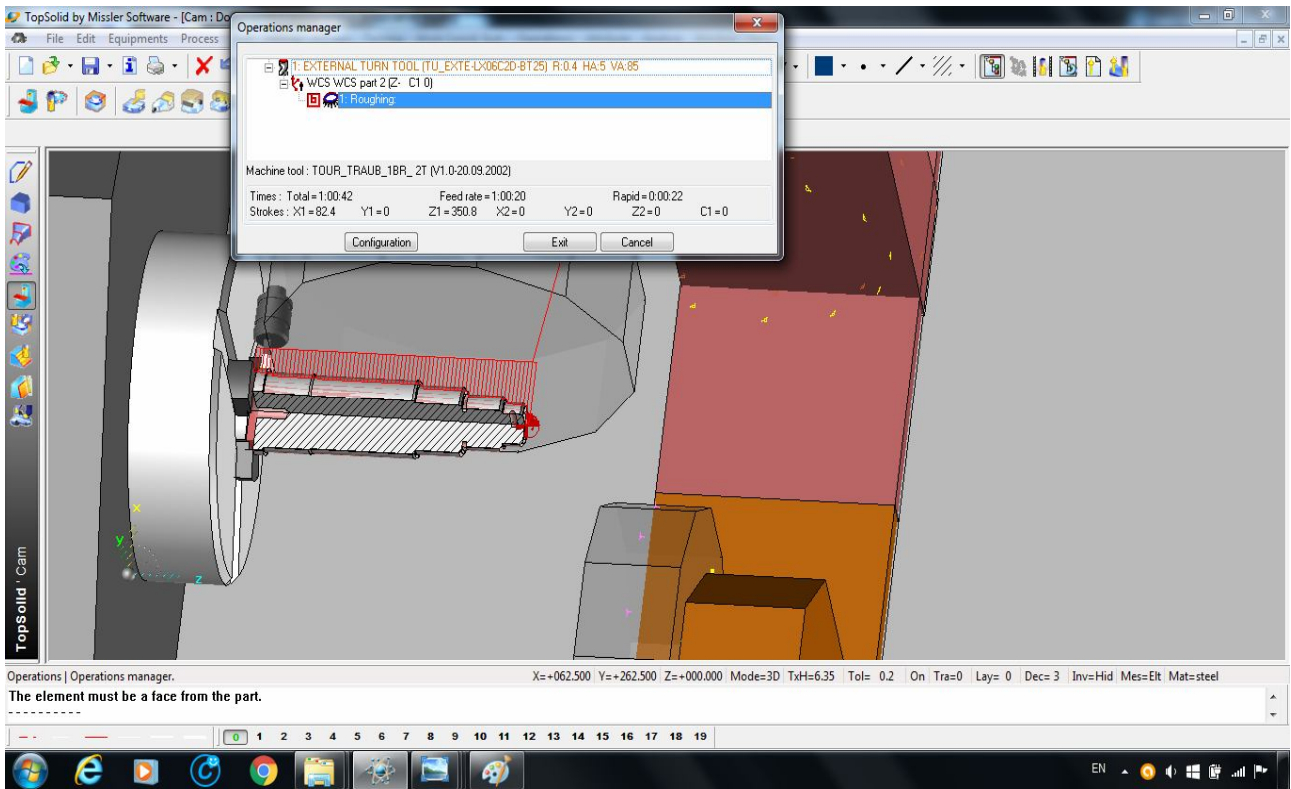 TopSolid by Missler Software - [Cam : Do
File Edit Equipments Process
Operations manager
1: EXTERNAL TURN TOOL (TU_EXTE-LX06C2D-BT25) R:0.4 HA:5 VA:85
WCS WCS part 2 (Z- C1 0)
1: Roughing:
Machine tool : TOUR_TRAUB_1BR_ 2T (V1.0-20.09.2002)
Times : Total = 1:00:42 Feed rate = 1:00:20 Rapid = 0:00:22
Strokes : X1 = 82.4 Y1 = 0 Z1 = 350.8 X2 = 0 Y2 = 0 Z2 = 0 C1 = 0
Configuration Exit Cancel
x
y
z
TopSolid 'Cam
Operations | Operations manager. X=+062.500 Y=+262.500 Z=+000.000 Mode=3D TxH=6.35 Tol= 0.2 On Tra=0 Lay= 0 Dec= 3 Inv=Hid Mes=Elt Mat=steel
The element must be a face from the part.
----------
0 1 2 3 4 5 6 7 8 9 10 11 12 13 14 15 16 17 18 19
EN